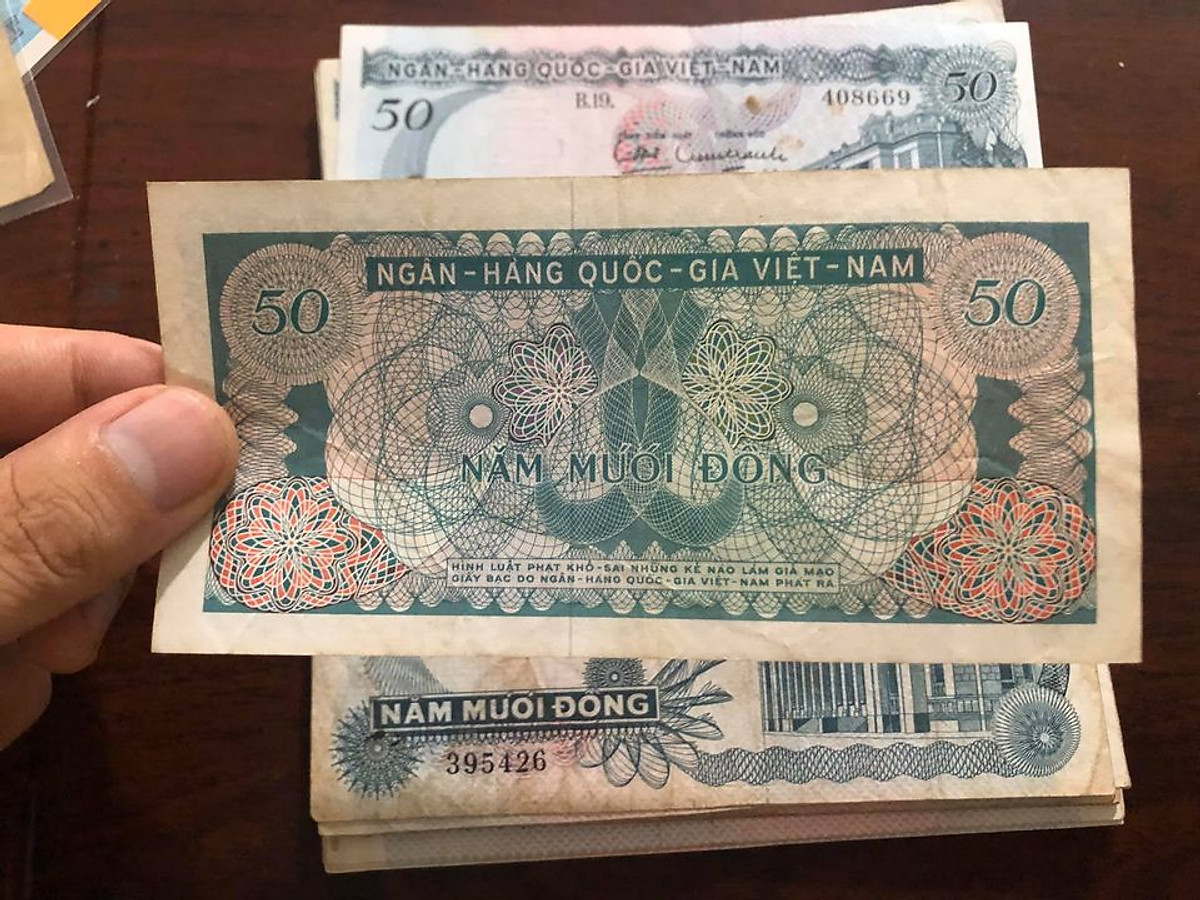 NGÂN-HÀNG QUỐC-GIA VIỆT-NAM
50
B.19.
408669
50
NGÂN-HÀNG QUỐC-GIA VIỆT-NAM
50
50
NĂM MƯƠI ĐỒNG
HÌNH LUẬT PHẠT KHỔ-SAI NHỮNG KẺ NÀO LÀM GIẢ MẠO
GIẤY BẠC DO NGÂN-HÀNG QUỐC-GIA VIỆT-NAM PHÁT RA
NĂM MƯƠI ĐỒNG
395426